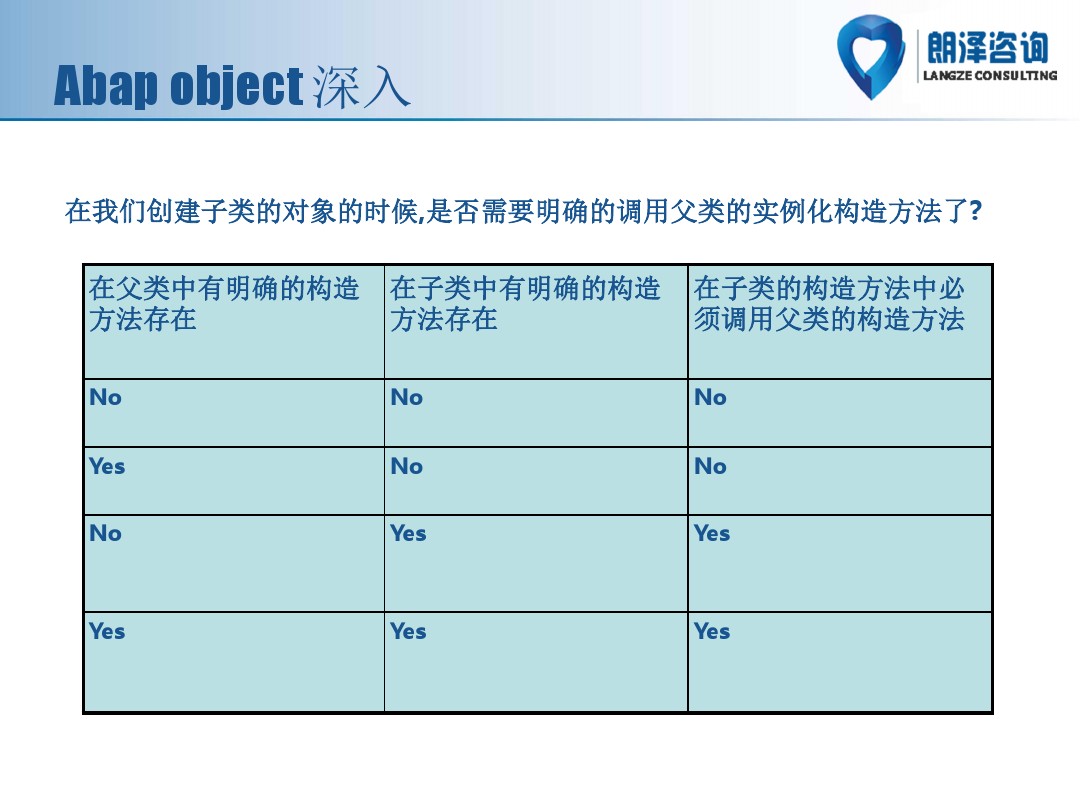 朗泽咨询
LANGZE CONSULTING
Abap object 深入
在我们创建子类的对象的时候,是否需要明确的调用父类的实例化构造方法了?
在父类中有明确的构造
方法存在
在子类中有明确的构造
方法存在
在子类的构造方法中必
须调用父类的构造方法
No
No
No
Yes
No
No
No
Yes
Yes
Yes
Yes
Yes